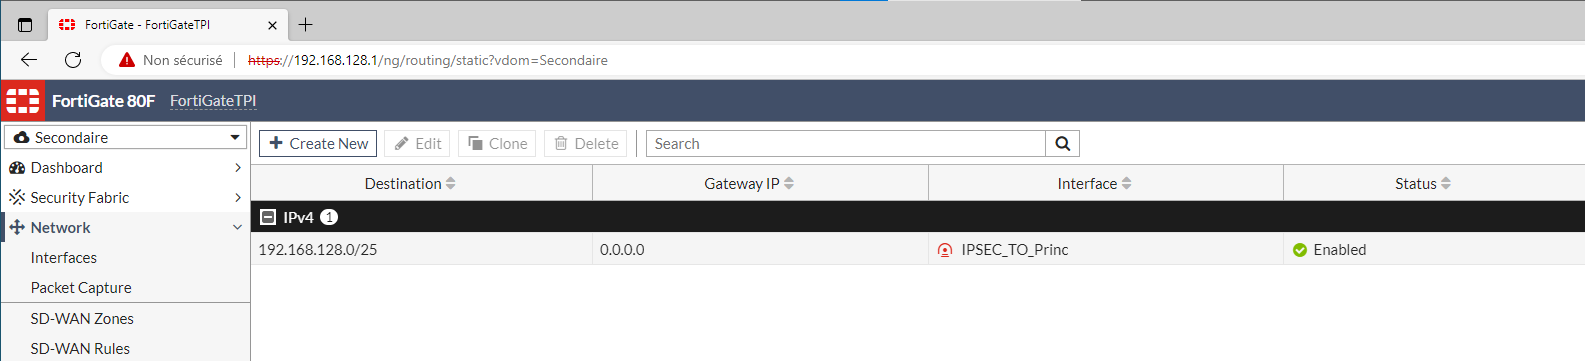 FortiGate - FortiGateTPI
Non sécurisé https://192.168.128.1/ng/routing/static?vdom=Secondaire
FortiGate 80F FortiGateTPI
Secondaire
Create New Edit Clone Delete Search
Dashboard
Security Fabric
Network
Interfaces
Packet Capture
SD-WAN Zones
SD-WAN Rules
Destination Gateway IP Interface Status
IPv4 1
192.168.128.0/25 0.0.0.0 IPSEC_TO_Princ Enabled